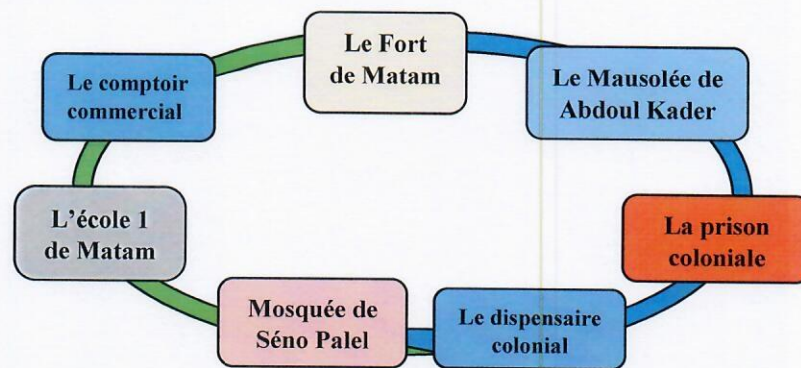 Le Fort
de Matam
Le Mausolée de
Abdoul Kader
La prison
coloniale
Le dispensaire
colonial
Mosquée de
Séno Palel
L'école 1
de Matam
Le comptoir
commercial